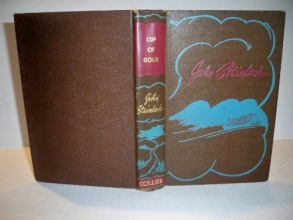 CUP
OF
GOLD
John
Steinbeck
COLLIER
John Steinbeck